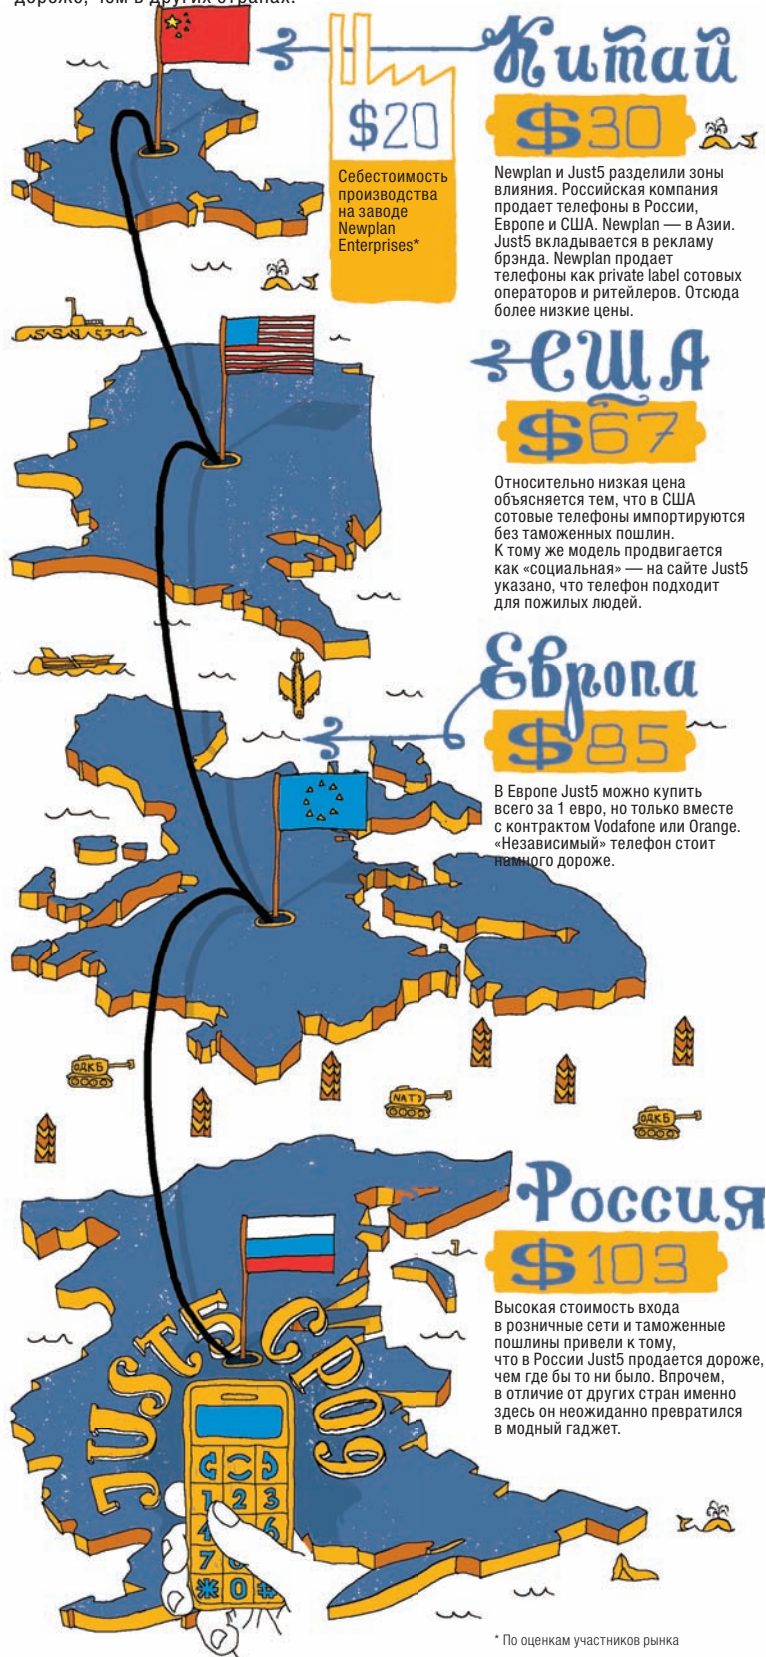 дороже, чем в других странах.
Китай
$20
$30
Себестоимость
производства
на заводе
Newplan
Enterprises*
Newplan и Just5 разделили зоны
влияния. Российская компания
продает телефоны в России,
Европе и США. Newplan — в Азии.
Just5 вкладывается в рекламу
брэнда. Newplan продает
телефоны как private label сотовых
операторов и ритейлеров. Отсюда
более низкие цены.
SSN 571
США
$67
Относительно низкая цена
объясняется тем, что в США
сотовые телефоны импортируются
без таможенных пошлин.
К тому же модель продвигается
как «социальная» — на сайте Just5
указано, что телефон подходит
для пожилых людей.
Европа
$85
В Европе Just5 можно купить
всего за 1 евро, но только вместе
с контрактом Vodafone или Orange.
«Независимый» телефон стоит
намного дороже.
ОДКБ
NATO
ОДКБ
Россия
$103
Высокая стоимость входа
в розничные сети и таможенные
пошлины привели к тому,
что в России Just5 продается дороже,
чем где бы то ни было. Впрочем,
в отличие от других стран именно
здесь он неожиданно превратился
в модный гаджет.
JUST5 CP09
1 2 3
4 6
7 8
* 0 #
* По оценкам участников рынка